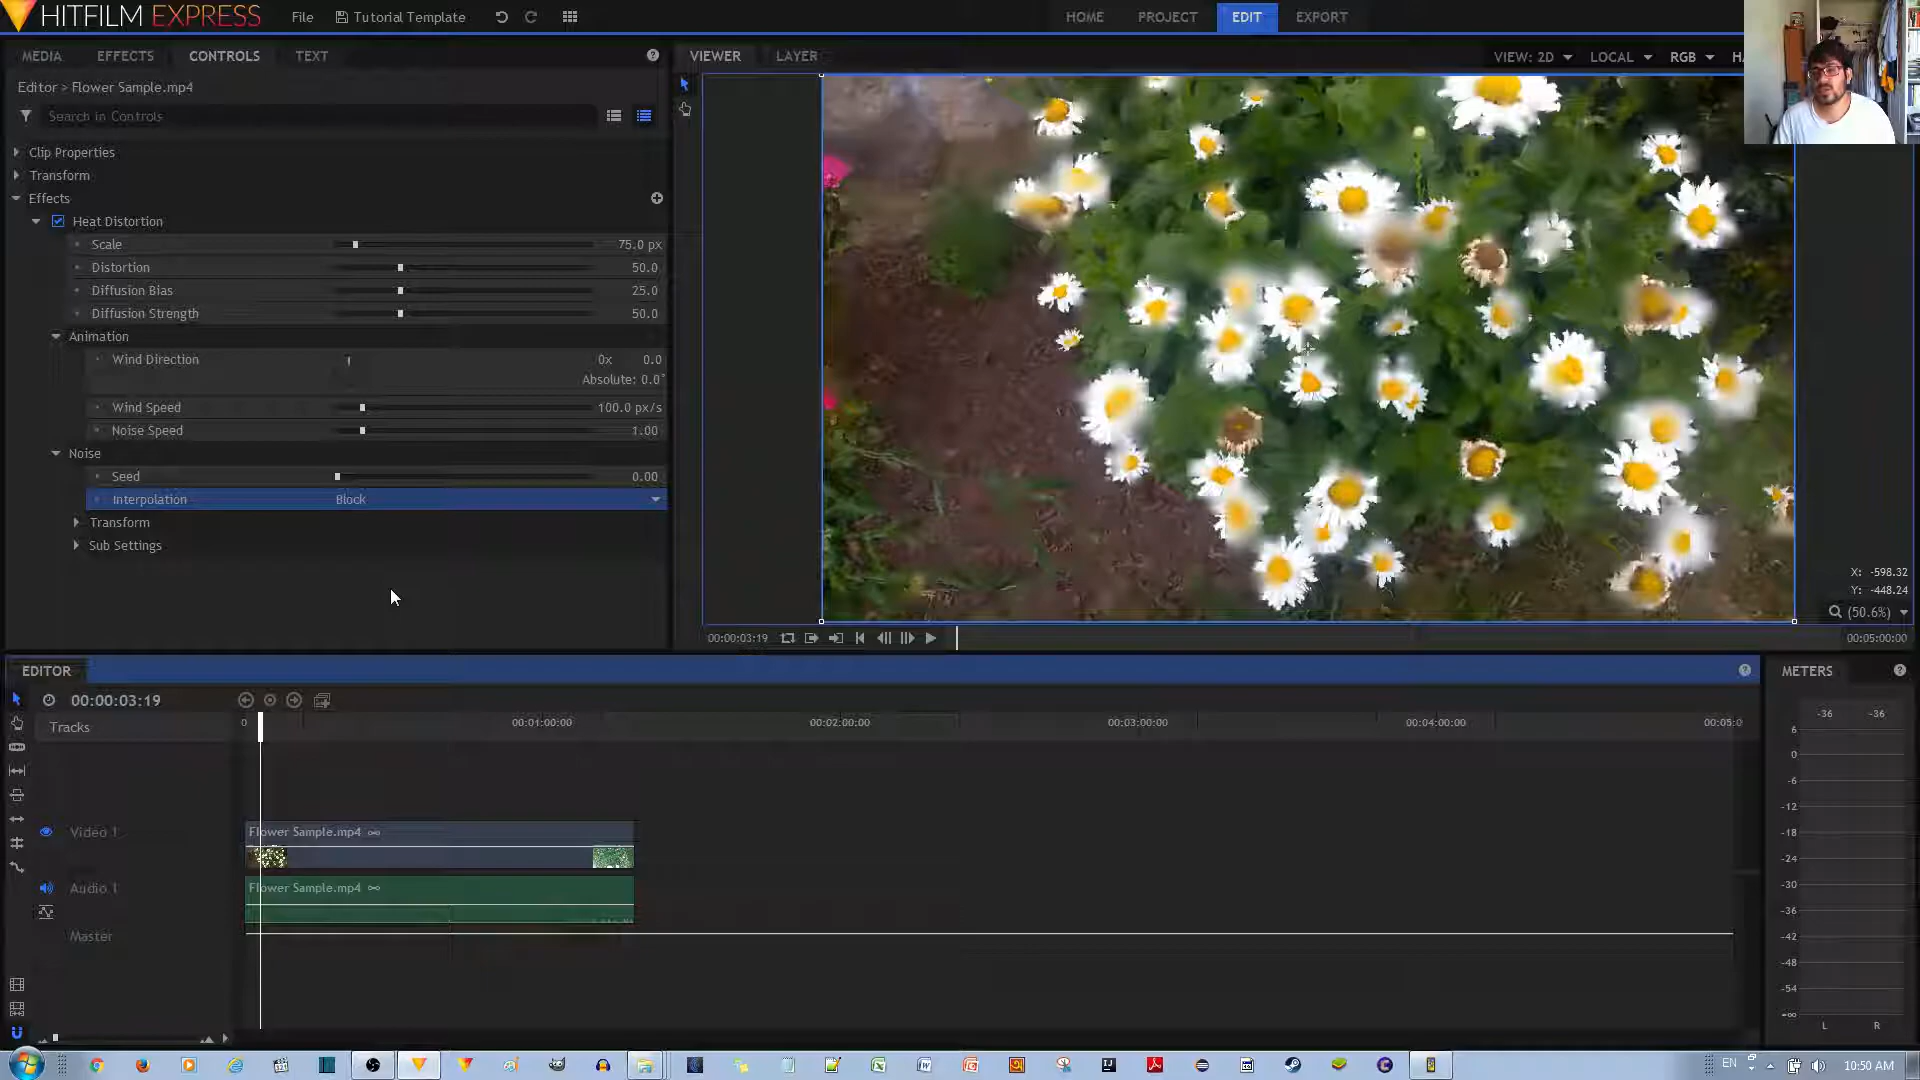 HITFILM EXPRESS
File
Tutorial Template
HOME
PROJECT
EDIT
EXPORT
MEDIA
EFFECTS
CONTROLS
TEXT
VIEWER
LAYER
VIEW: 2D
LOCAL
RGB
Editor > Flower Sample.mp4
Search in Controls
Clip Properties
Transform
Effects
Heat Distortion
Scale 75.0 px
Distortion 50.0
Diffusion Bias 25.0
Diffusion Strength 50.0
Animation
Wind Direction 0x 0.0
Absolute: 0.0°
Wind Speed 100.0 px/s
Noise Speed 1.00
Noise
Seed 0.00
Interpolation Block
Transform
Sub Settings
X: -598.32
Y: -448.24
(50.6%)
00:00:03:19
00:05:00:00
EDITOR
METERS
00:00:03:19
Tracks
0
00:01:00:00
00:02:00:00
00:03:00:00
00:04:00:00
00:05:0
Video 1
Flower Sample.mp4
Audio 1
Flower Sample.mp4
Master
-36 -36
6
0
-6
-12
-18
-24
-30
-36
-42
-48
-54
-∞
L R
EN
10:50 AM